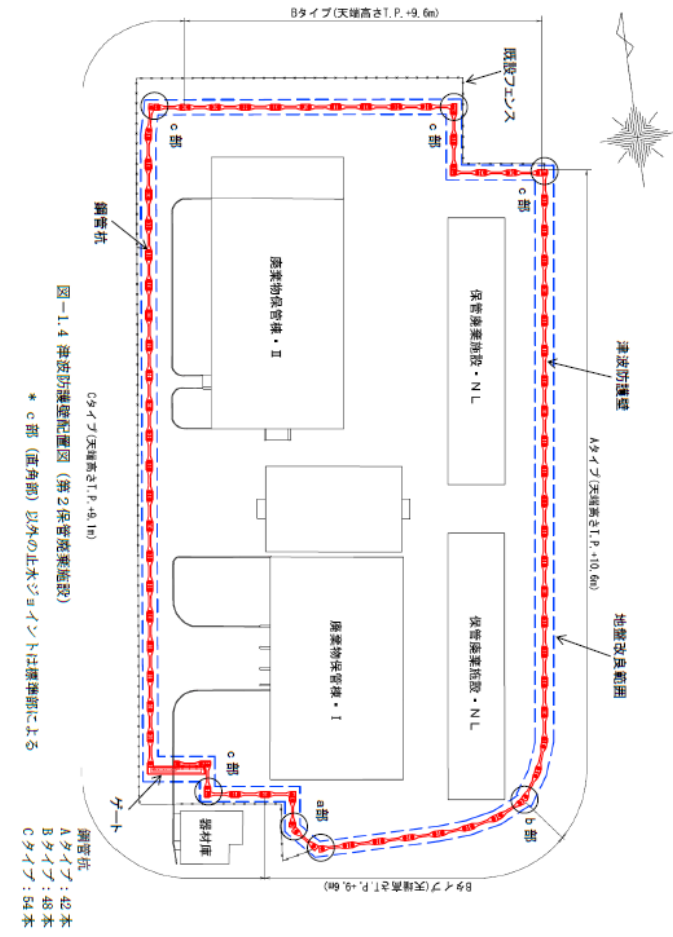 Bタイプ(天端高さT.P.+9.6m)
既設フェンス
c部
c部
c部
鋼管杭
廃棄物保管棟・Ⅱ
保管廃棄施設・NL
津波防護壁
Aタイプ(天端高さT.P.+10.6m)
地盤改良範囲
Cタイプ(天端高さT.P.+9.1m)
廃棄物保管棟・Ⅰ
保管廃棄施設・NL
c部
a部
b部
ゲート
器材庫
Bタイプ(天端高さT.P.+9.6m)
図-1.4 津波防護壁配置図(第2保管廃棄施設)
* c部(直角部)以外の止水ジョイントは標準部による
鋼管杭
Aタイプ:42本
Bタイプ:48本
Cタイプ:54本